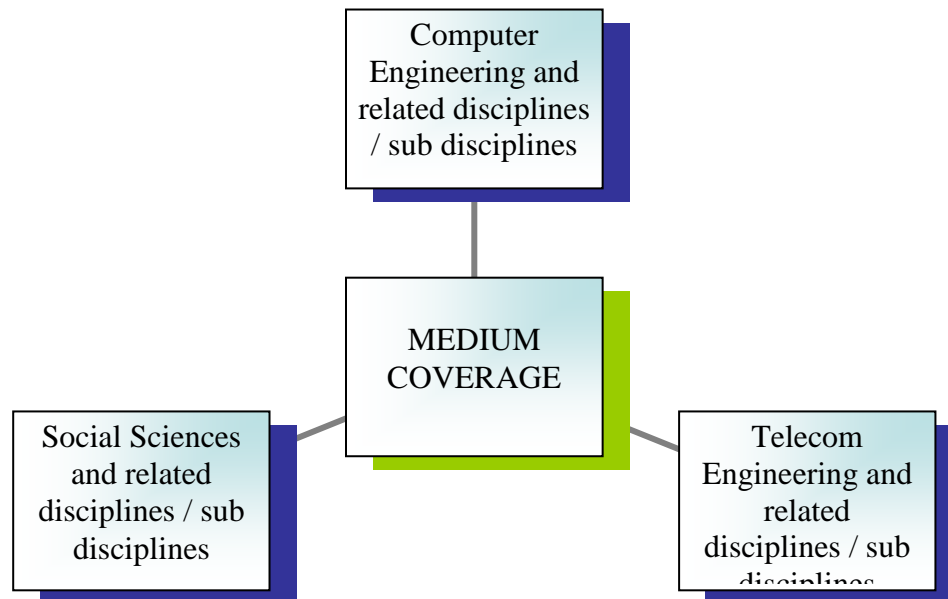 Computer
Engineering and
related disciplines
/ sub disciplines
MEDIUM
COVERAGE
Social Sciences
and related
disciplines / sub
disciplines
Telecom
Engineering and
related
disciplines / sub
disciplines